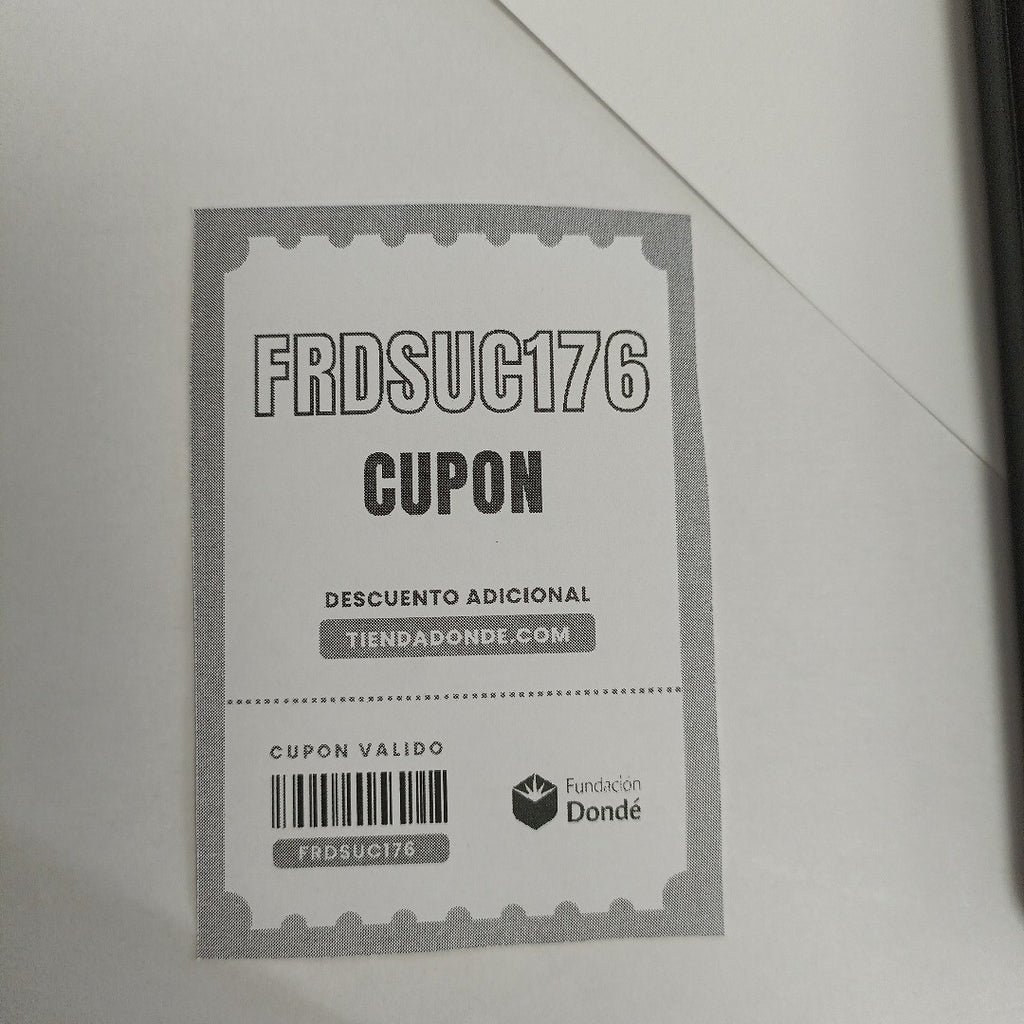 FRDSUC176
CUPON
DESCUENTO ADICIONAL
TIENDADONDE.COM
CUPON VALIDO
FRDSUC176
Fundación
Dondé